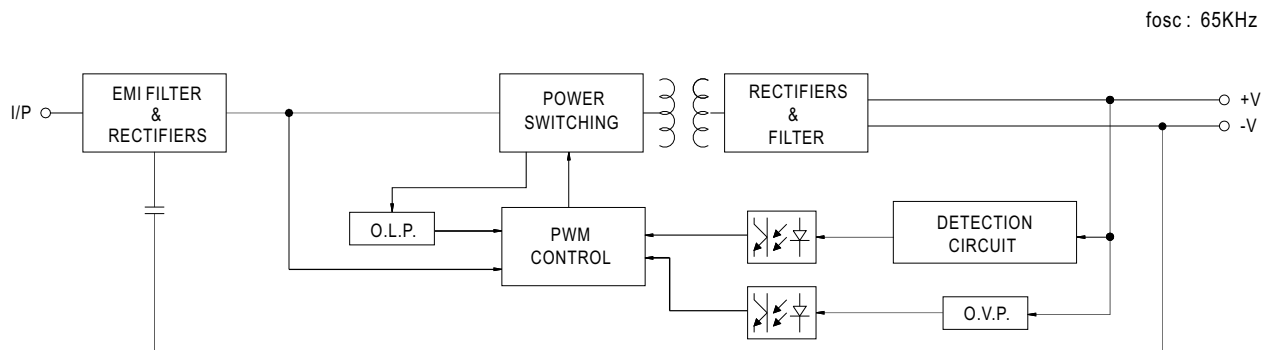 fosc : 65KHz
I/P
EMI FILTER
&
RECTIFIERS
POWER
SWITCHING
RECTIFIERS
&
FILTER
+V
-V
O.L.P.
PWM
CONTROL
DETECTION
CIRCUIT
O.V.P.